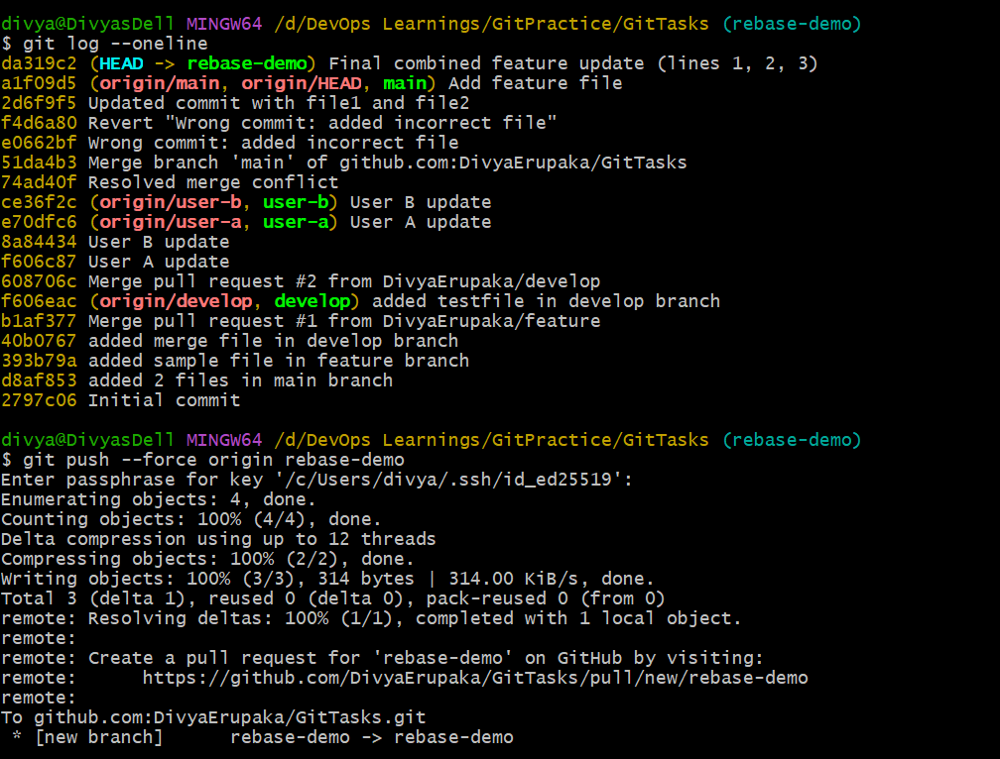 divya@DivyasDell MINGW64 /d/DevOps Learnings/GitPractice/GitTasks (rebase-demo)
$ git log --oneline
da319c2 (HEAD -> rebase-demo) Final combined feature update (lines 1, 2, 3)
a1f09d5 (origin/main, origin/HEAD, main) Add feature file
2d6f9f5 Updated commit with file1 and file2
f4d6a80 Revert "Wrong commit: added incorrect file"
e0662bf Wrong commit: added incorrect file
51da4b3 Merge branch 'main' of github.com:DivyaErupaka/GitTasks
74ad40f Resolved merge conflict
ce36f2c (origin/user-b, user-b) User B update
e70dfc6 (origin/user-a, user-a) User A update
8a84434 User B update
f606c87 User A update
608706c Merge pull request #2 from DivyaErupaka/develop
f606eac (origin/develop, develop) added testfile in develop branch
b1af377 Merge pull request #1 from DivyaErupaka/feature
40b0767 added merge file in develop branch
393b79a added sample file in feature branch
d8af853 added 2 files in main branch
2797c06 Initial commit
divya@DivyasDell MINGW64 /d/DevOps Learnings/GitPractice/GitTasks (rebase-demo)
$ git push --force origin rebase-demo
Enter passphrase for key '/c/Users/divya/.ssh/id_ed25519':
Enumerating objects: 4, done.
Counting objects: 100% (4/4), done.
Delta compression using up to 12 threads
Compressing objects: 100% (2/2), done.
Writing objects: 100% (3/3), 314 bytes | 314.00 KiB/s, done.
Total 3 (delta 1), reused 0 (delta 0), pack-reused 0 (from 0)
remote: Resolving deltas: 100% (1/1), completed with 1 local object.
remote:
remote: Create a pull request for 'rebase-demo' on GitHub by visiting:
remote:      https://github.com/DivyaErupaka/GitTasks/pull/new/rebase-demo
remote:
To github.com:DivyaErupaka/GitTasks.git
 * [new branch]      rebase-demo -> rebase-demo